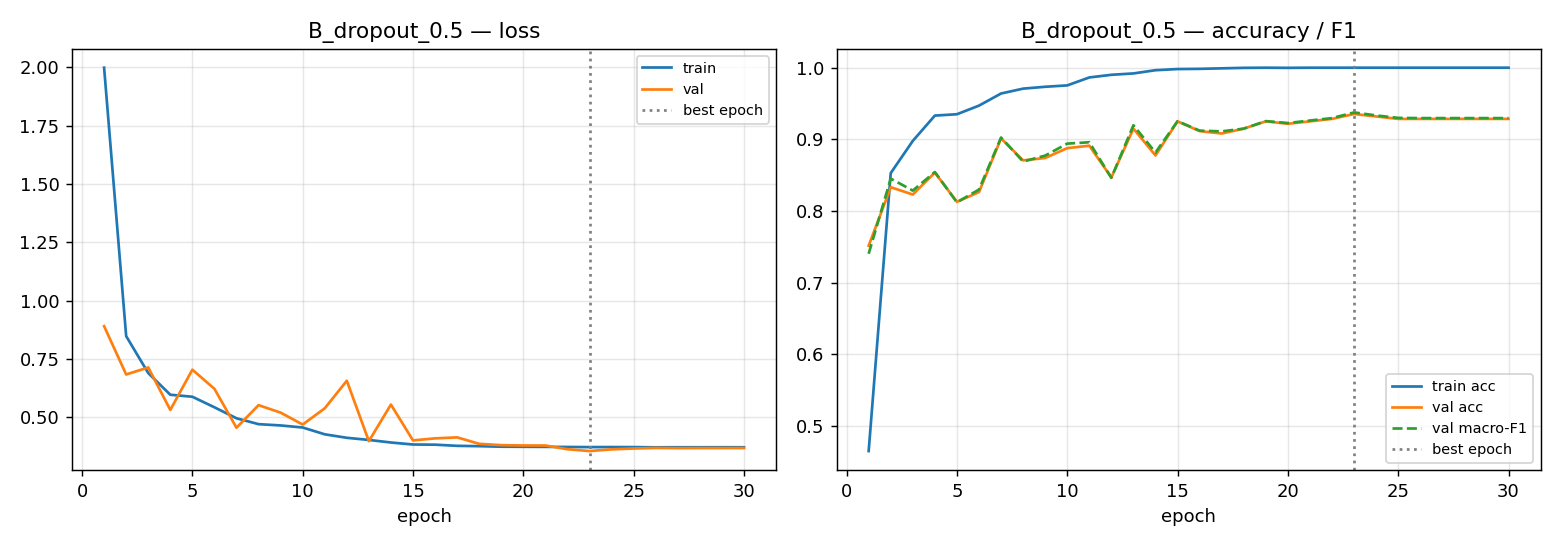 B_dropout_0.5 — loss
2.00
1.75
1.50
1.25
1.00
0.75
0.50
0
5
10
15
20
25
30
epoch
train
val
best epoch
B_dropout_0.5 — accuracy / F1
1.0
0.9
0.8
0.7
0.6
0.5
0
5
10
15
20
25
30
epoch
train acc
val acc
val macro-F1
best epoch